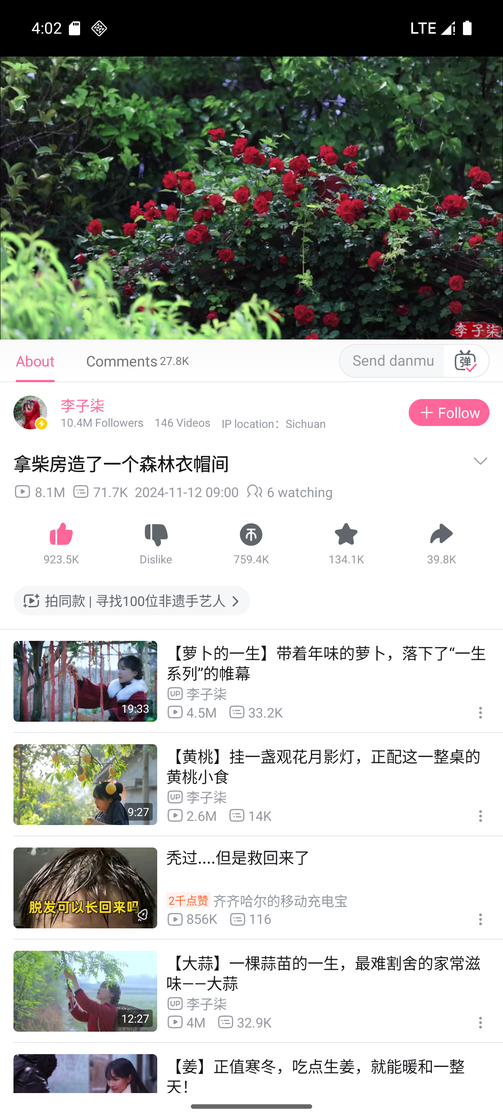 4:02
LTE
李子柒
About
Comments 27.8K
Send danmu
弹
李子柒
10.4M Followers 146 Videos IP location: Sichuan
+ Follow
拿柴房造了一个森林衣帽间
8.1M 71.7K 2024-11-12 09:00 6 watching
923.5K
Dislike
759.4K
134.1K
39.8K
拍同款 | 寻找100位非遗手艺人
19:33
【萝卜的一生】带着年味的萝卜，落下了“一生
系列”的帷幕
UP 李子柒
4.5M 33.2K
9:27
【黄桃】挂一盏观花月影灯，正配这一整桌的
黄桃小食
UP 李子柒
2.6M 14K
脱发可以长回来吗
秃过....但是救回来了
2千点赞 齐齐哈尔的移动充电宝
856K 116
12:27
【大蒜】一棵蒜苗的一生，最难割舍的家常滋
味——大蒜
UP 李子柒
4M 32.9K
【姜】正值寒冬，吃点生姜，就能暖和一整
天！